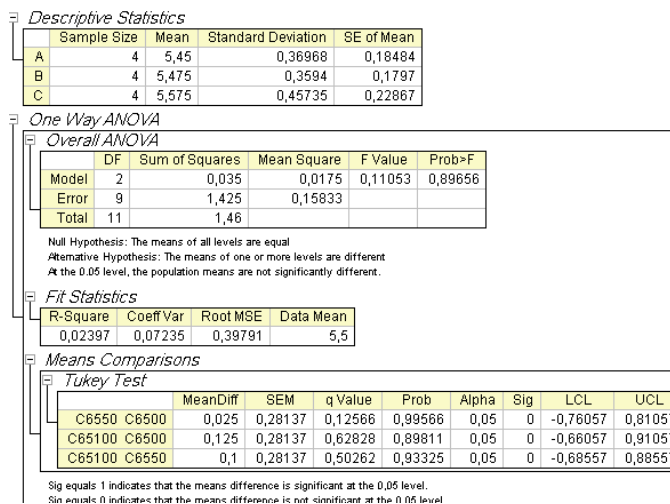 Descriptive Statistics
Sample Size Mean Standard Deviation SE of Mean
A 4 5,45 0,36968 0,18484
B 4 5,475 0,3594 0,1797
C 4 5,575 0,45735 0,22867
One Way ANOVA
Overall ANOVA
DF Sum of Squares Mean Square F Value Prob>F
Model 2 0,035 0,0175 0,11053 0,89656
Error 9 1,425 0,15833
Total 11 1,46
Null Hypothesis: The means of all levels are equal
Alternative Hypothesis: The means of one or more levels are different
At the 0.05 level, the population means are not significantly different.
Fit Statistics
R-Square Coeff Var Root MSE Data Mean
0,02397 0,07235 0,39791 5,5
Means Comparisons
Tukey Test
MeanDiff SEM q Value Prob Alpha Sig LCL UCL
C6550 C6500 0,025 0,28137 0,12566 0,99566 0,05 0 -0,76057 0,81057
C65100 C6500 0,125 0,28137 0,62828 0,89811 0,05 0 -0,66057 0,91057
C65100 C6550 0,1 0,28137 0,50262 0,93325 0,05 0 -0,68557 0,88557
Sig equals 1 indicates that the means difference is significant at the 0,05 level.
Sig equals 0 indicates that the means difference is not significant at the 0,05 level.